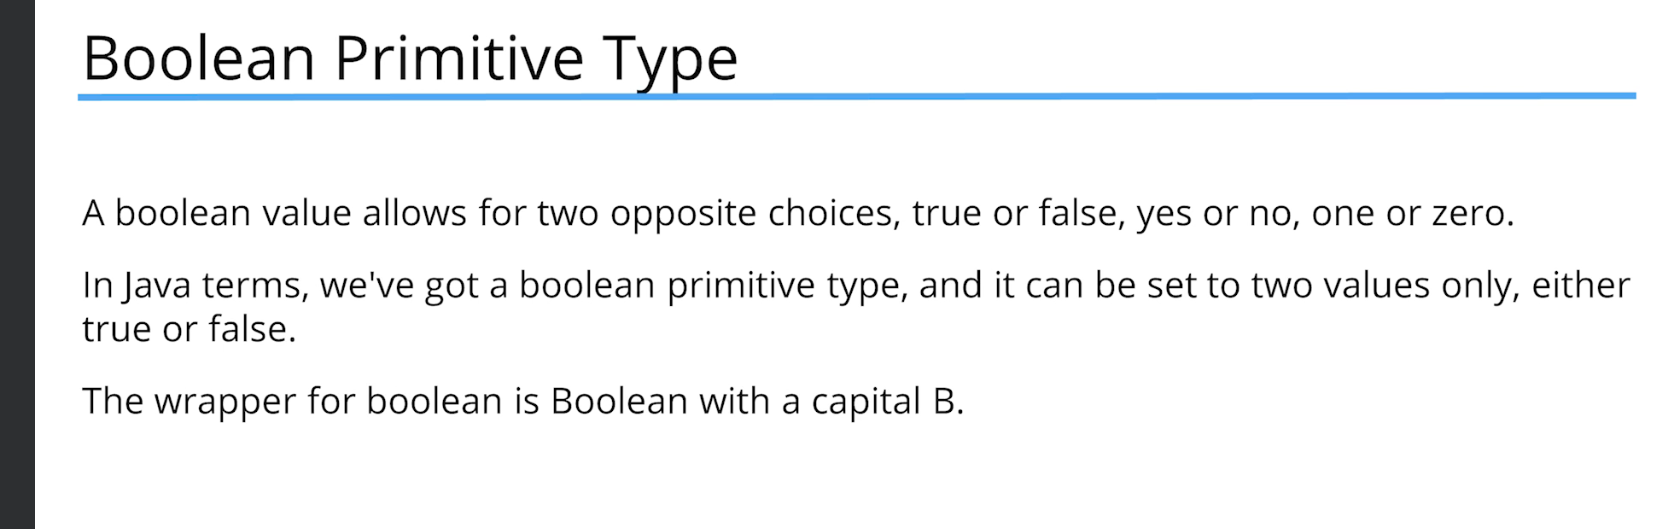 Boolean Primitive Type
A boolean value allows for two opposite choices, true or false, yes or no, one or zero.
In Java terms, we've got a boolean primitive type, and it can be set to two values only, either
true or false.
The wrapper for boolean is Boolean with a capital B.